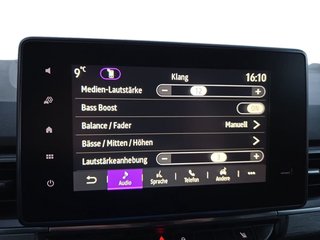 9°C Klang 16:10
Medien-Lautstärke 12
Bass Boost ON
Balance / Fader Manuell
Bässe / Mitten / Höhen
Lautstärkeanhebung
Audio Sprache Telefon Andere